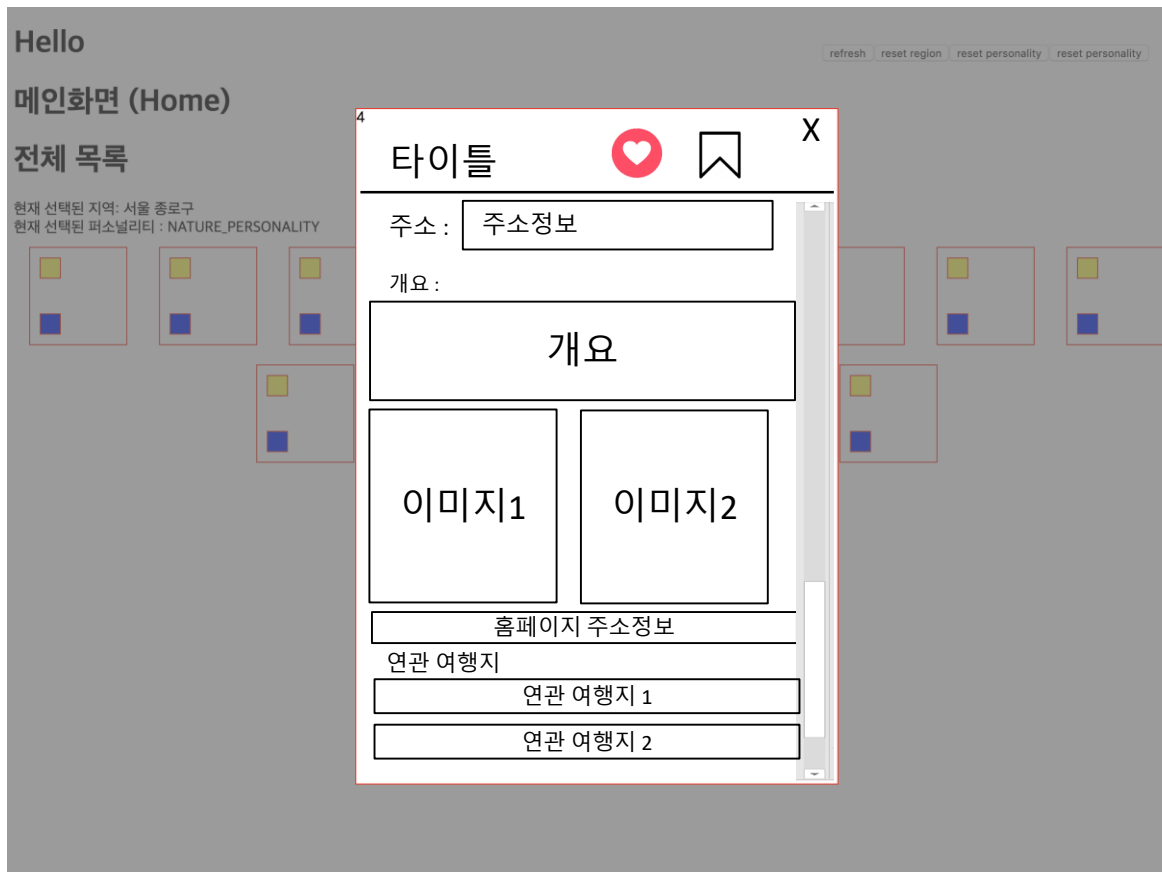 Hello
refresh reset region reset personality reset personality
메인화면 (Home)
전체 목록
현재 선택된 지역: 서울 종로구
현재 선택된 퍼소널리티 : NATURE_PERSONALITY
4
타이틀
X
주소 : 주소정보
개요 :
개요
이미지1 이미지2
홈페이지 주소정보
연관 여행지
연관 여행지 1
연관 여행지 2